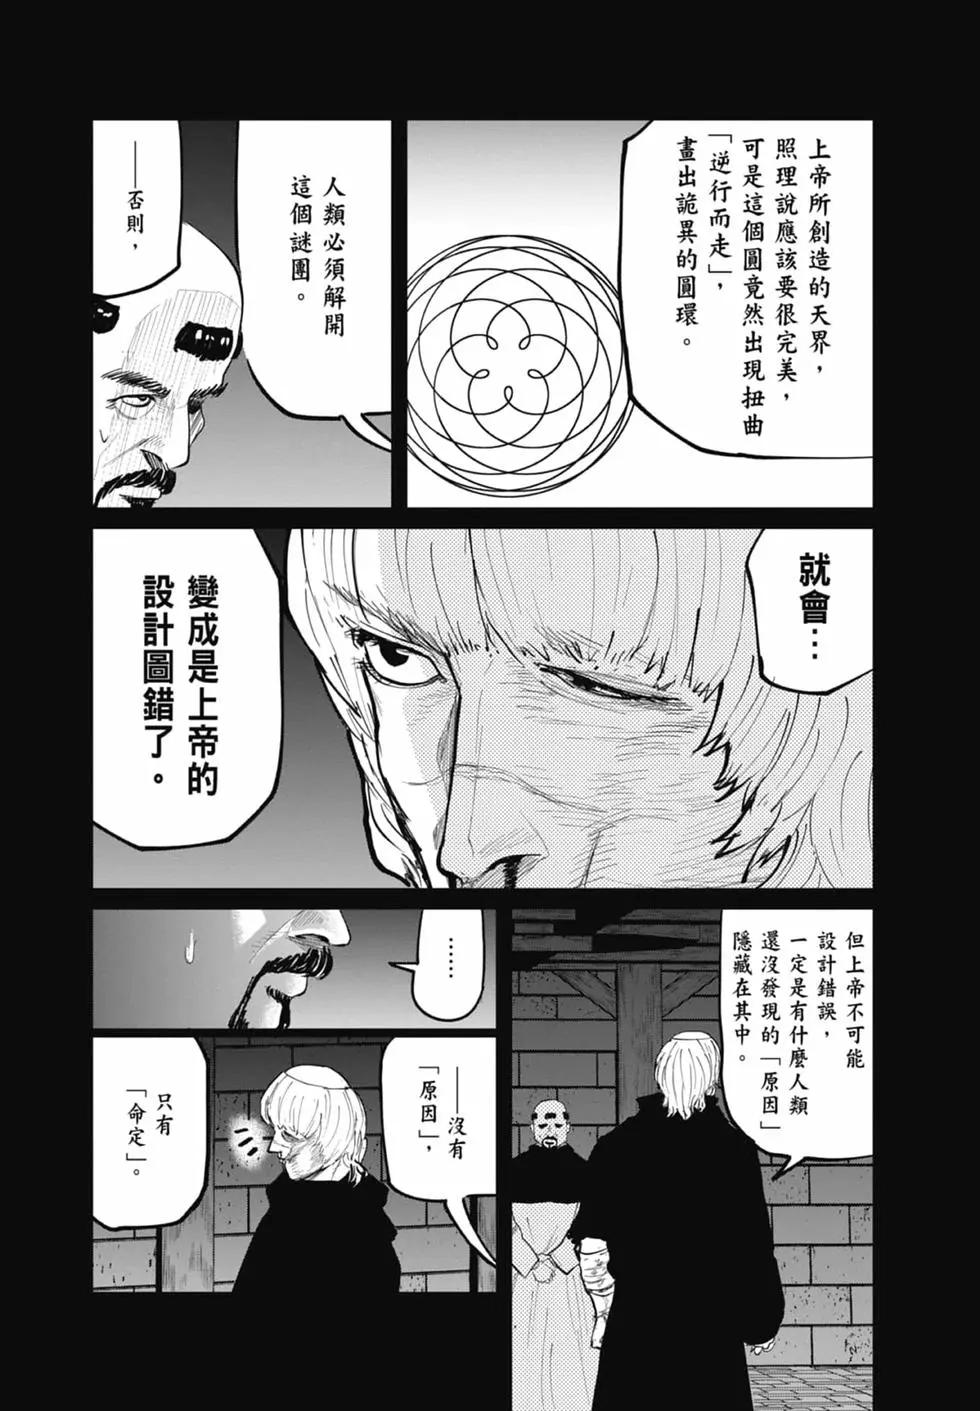 上帝所創造的天界，
照理說應該要很完美，
可是這個圓竟然出現扭曲
「逆行而走」，
畫出詭異的圓環。
人類必須解開
這個謎團。
——否則，
就會…
變成是上帝的
設計圖錯了。
但上帝不可能
設計錯誤，
一定是有什麼人類
還沒發現的「原因」
隱藏在其中。
……
——沒有
「原因」，
只有
「命定」。